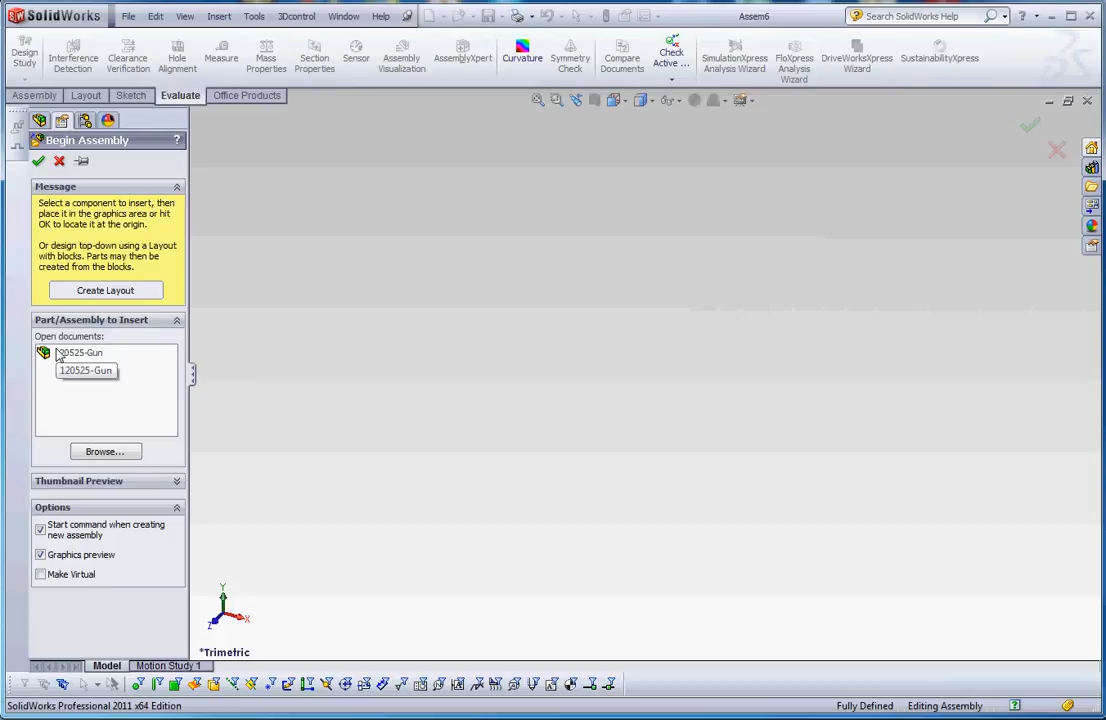 SolidWorks File Edit View Insert Tools 3Dcontrol Window Help Assem6 Search SolidWorks Help
Design Study
Interference Detection
Clearance Verification
Hole Alignment
Measure
Mass Properties
Section Properties
Sensor
Assembly Visualization
AssemblyXpert
Curvature
Symmetry Check
Compare Documents
Check Active ...
SimulationXpress Analysis Wizard
FloXpress Analysis Wizard
DriveWorksXpress Wizard
SustainabilityXpress
Assembly Layout Sketch Evaluate Office Products
Begin Assembly ?
Message
Select a component to insert, then
place it in the graphics area or hit
OK to locate it at the origin.
Or design top-down using a Layout
with blocks. Parts may then be
created from the blocks.
Create Layout
Part/Assembly to Insert
Open documents:
20525-Gun
120525-Gun
Browse...
Thumbnail Preview
Options
Start command when creating
new assembly
Graphics preview
Make Virtual
Y
X
Z
*Trimetric
Model Motion Study 1
SolidWorks Professional 2011 x64 Edition Fully Defined Editing Assembly